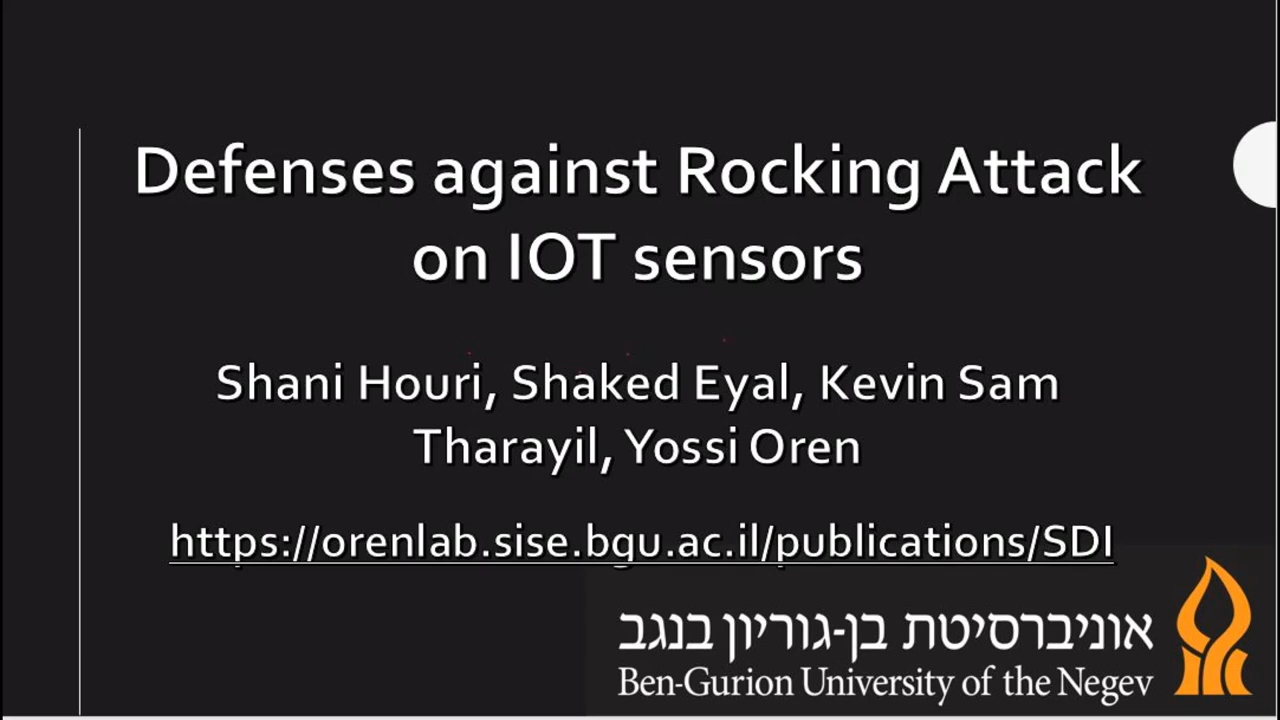 Defenses against Rocking Attack
on IOT sensors
Shani Houri, Shaked Eyal, Kevin Sam
Tharayil, Yossi Oren
https://orenlab.sise.bgu.ac.il/publications/SDI
אוניברסיטת בן-גוריון בנגב
Ben-Gurion University of the Negev